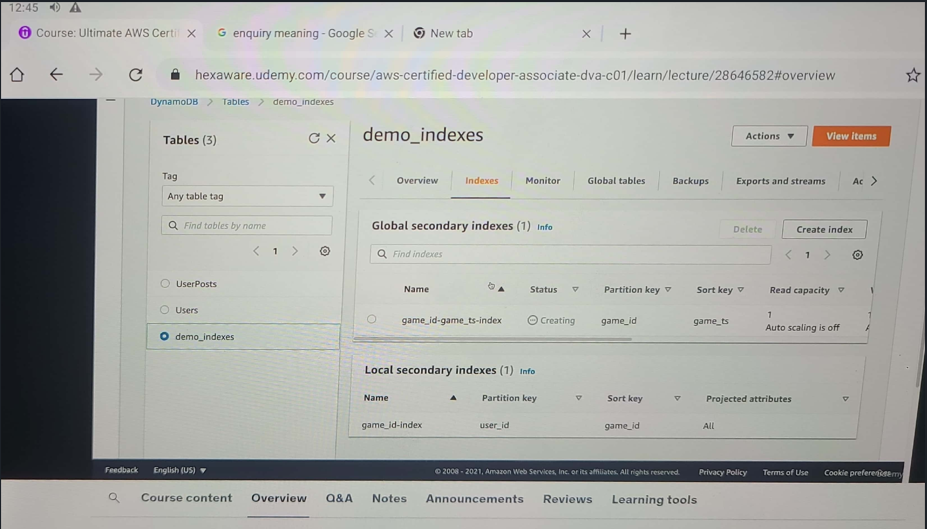 12:45
Course: Ultimate AWS Certi
enquiry meaning - Google S
New tab
hexaware.udemy.com/course/aws-certified-developer-associate-dva-c01/learn/lecture/28646582#overview
DynamoDB > Tables > demo_indexes
Tables (3)
Tag
Any table tag
Find tables by name
< 1 >
UserPosts
Users
demo_indexes
demo_indexes
Actions
View items
Overview Indexes Monitor Global tables Backups Exports and streams Ac
Global secondary indexes (1) Info
Delete
Create index
Find indexes
< 1 >
Name Status Partition key Sort key Read capacity
game_id-game_ts-index Creating game_id game_ts 1
Auto scaling is off
Local secondary indexes (1) Info
Name Partition key Sort key Projected attributes
game_id-index user_id game_id All
Feedback English (US) © 2008 - 2021, Amazon Web Services, Inc. or its affiliates. All rights reserved. Privacy Policy Terms of Use Cookie
Course content Overview Q&A Notes Announcements Reviews Learning tools